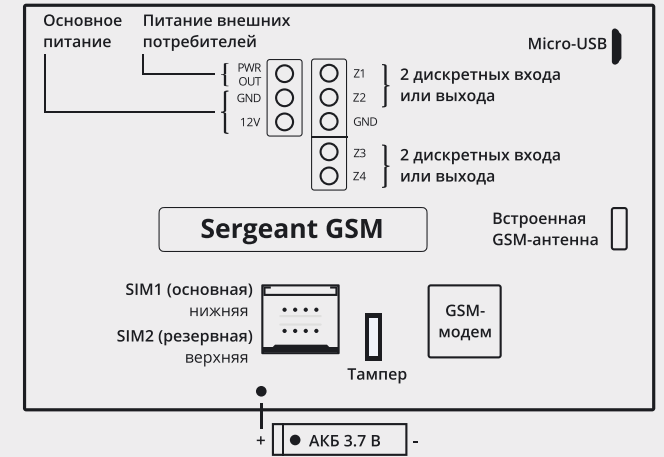 Основное
питание
Питание внешних
потребителей
Micro-USB
PWR
OUT
GND
12V
Z1
Z2
GND
Z3
Z4
2 дискретных входа
или выхода
2 дискретных входа
или выхода
Sergeant GSM
Встроенная
GSM-антенна
SIM1 (основная)
нижняя
SIM2 (резервная)
верхняя
Тампер
GSM-
модем
+ АКБ 3.7 В -